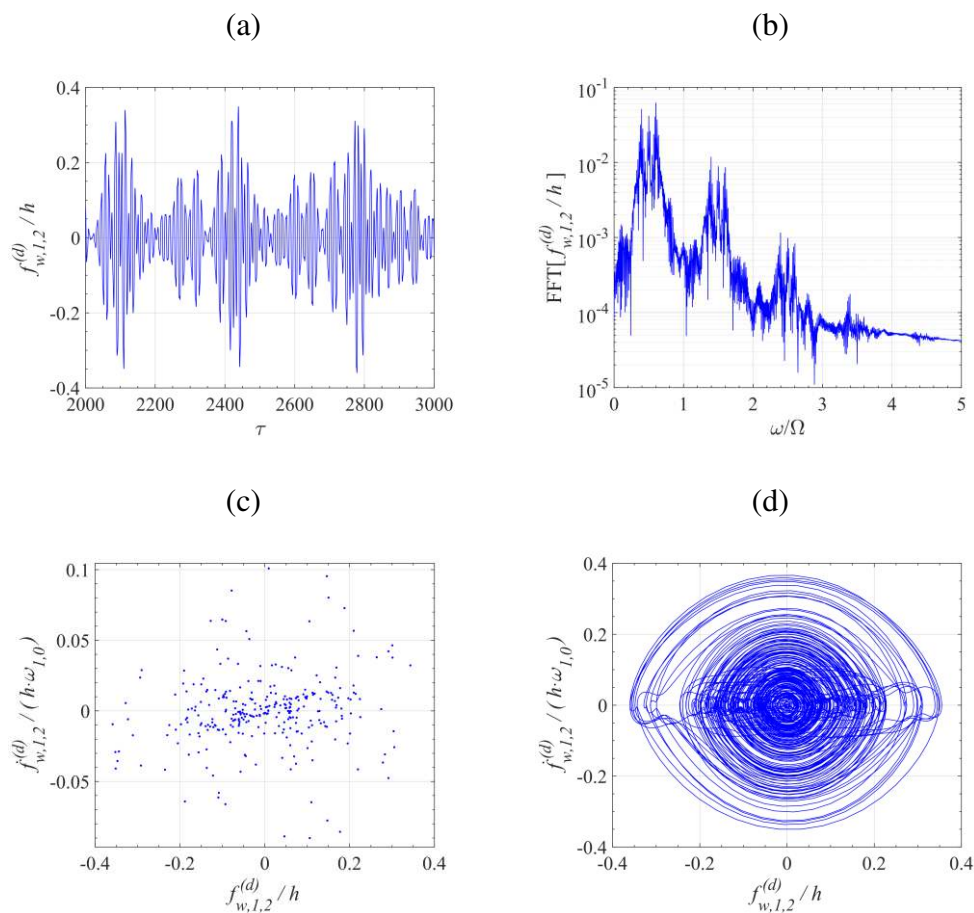 (a)
(b)
0.4
0.2
0
-0.2
-0.4
2000 2200 2400 2600 2800 3000
τ
f_{w,1,2}^{(d)} / h
10^{-1}
10^{-2}
10^{-3}
10^{-4}
10^{-5}
0 1 2 3 4 5
ω/Ω
FFT[f_{w,1,2}^{(d)} / h ]
(c)
(d)
0.1
0.05
0
-0.05
-0.4 -0.2 0 0.2 0.4
f_{w,1,2}^{(d)} / h
ḟ_{w,1,2}^{(d)} / ( h·ω_{1,0})
0.4
0.2
0
-0.2
-0.4
-0.4 -0.2 0 0.2 0.4
f_{w,1,2}^{(d)} / h
ḟ_{w,1,2}^{(d)} / ( h·ω_{1,0})